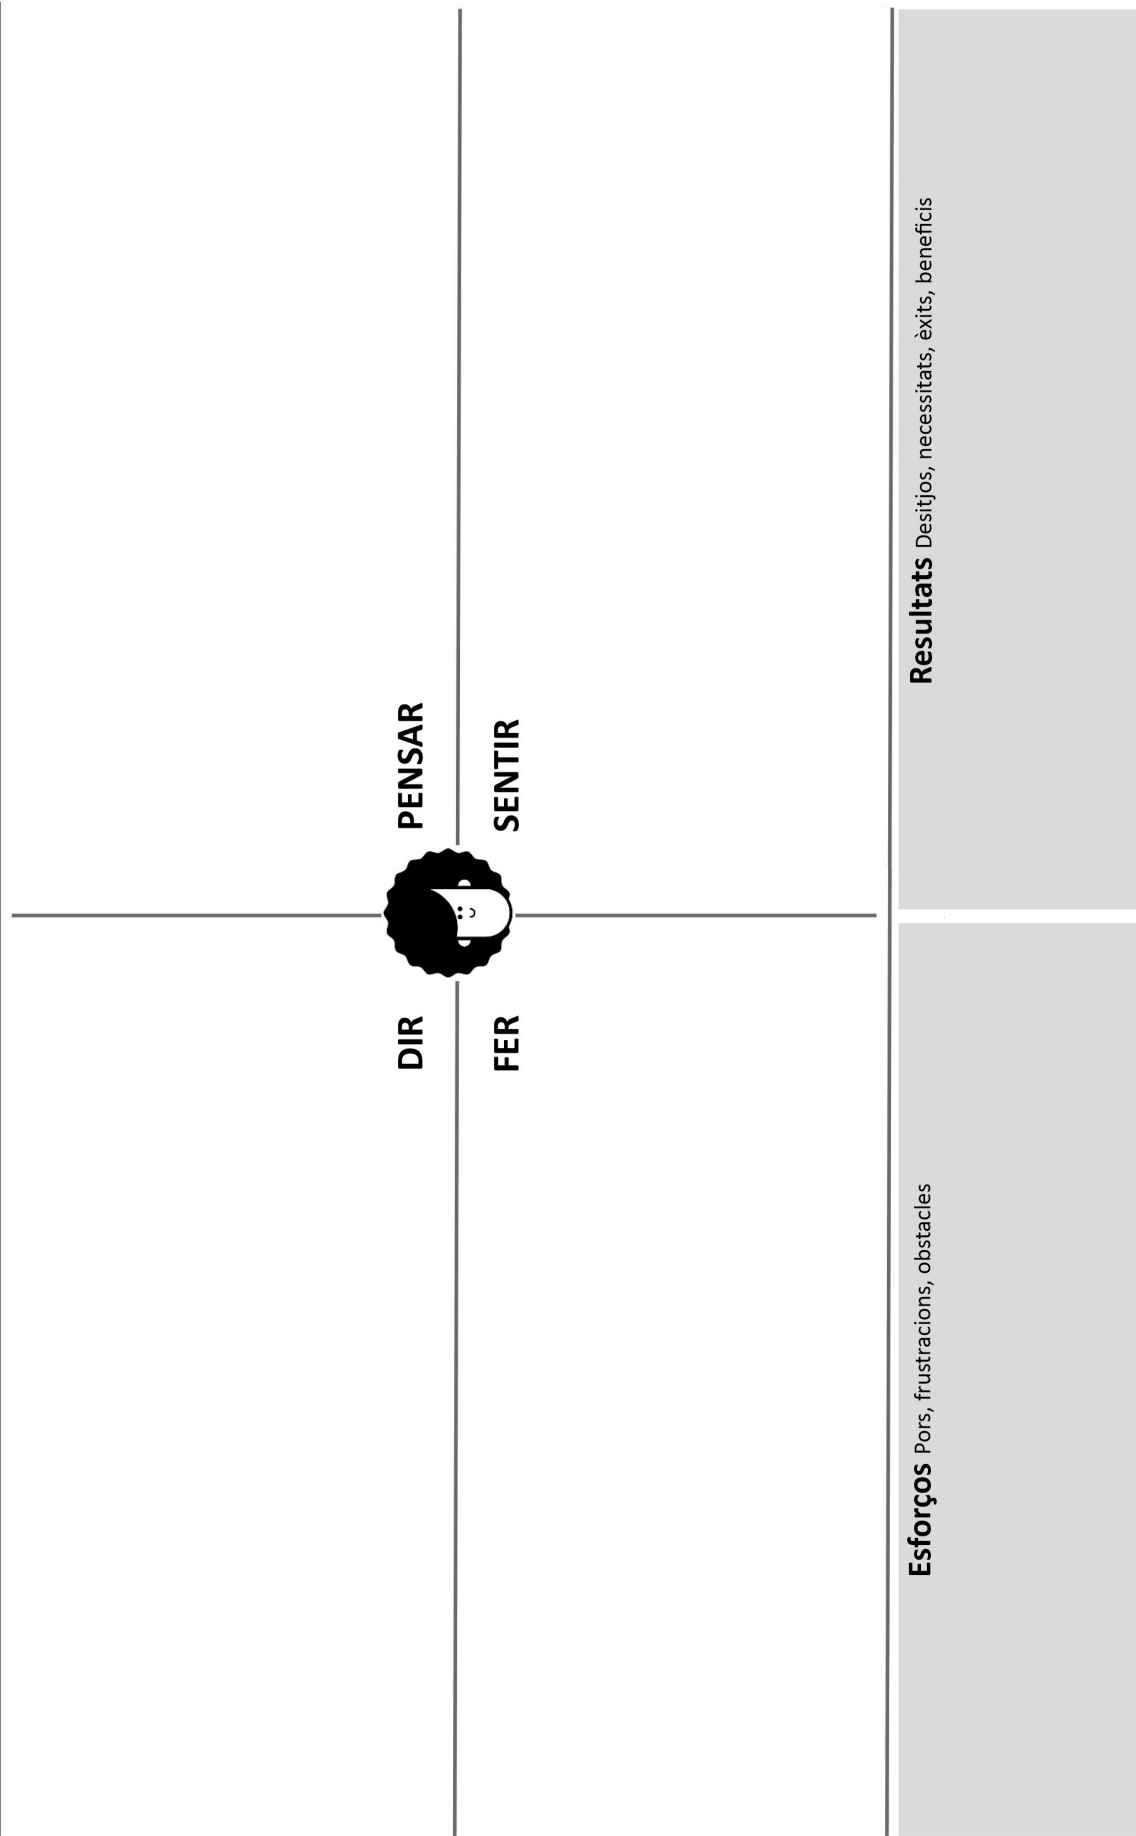 DIR
PENSAR
FER
SENTIR
Esforços Pors, frustracions, obstacles
Resultats Desitjos, necessitats, èxits, beneficis